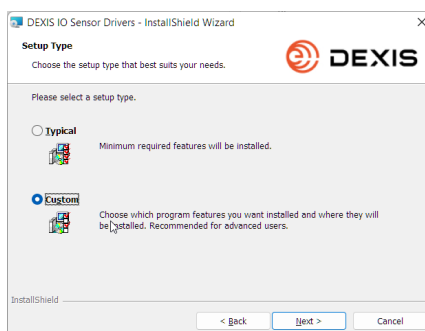 DEXIS IO Sensor Drivers - InstallShield Wizard
Setup Type
Choose the setup type that best suits your needs.
DEXIS
Please select a setup type.
Typical
Minimum required features will be installed.
Custom
Choose which program features you want installed and where they will
be installed. Recommended for advanced users.
InstallShield
< Back
Next >
Cancel